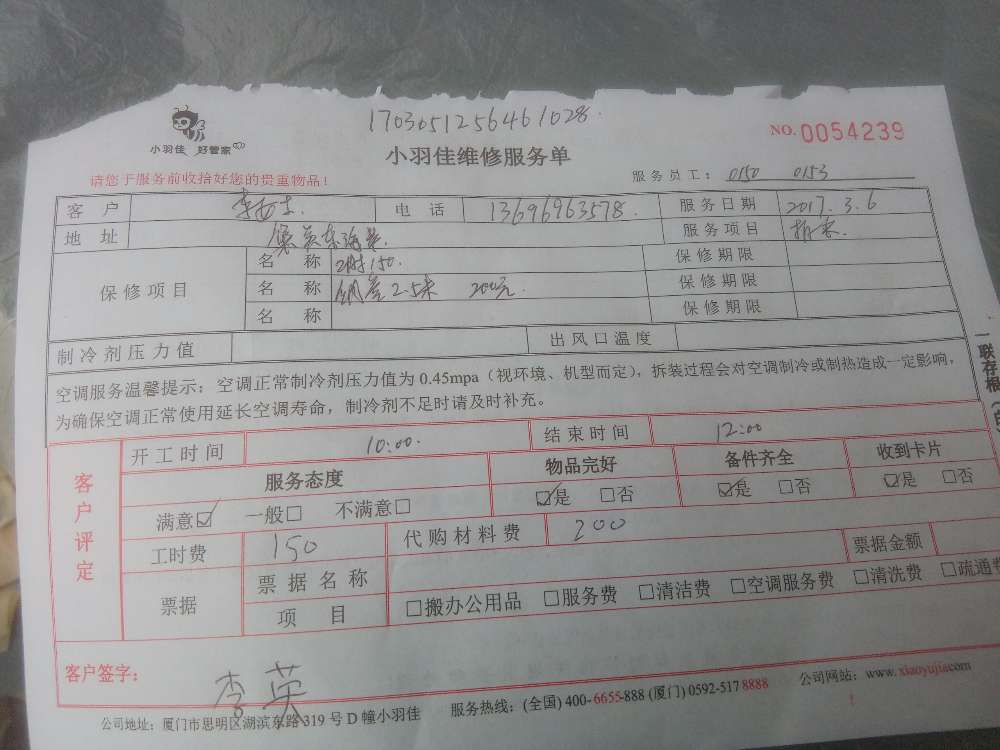 1703051256461028
小羽佳 好管家
NO.0054239
小羽佳维修服务单
请您于服务前收拾好您的贵重物品！
服务员工： 0150 0153
客户 李女士 电话 13696963578 服务日期 2017.3.6
地址 服务项目 拆装
保修项目 名称 150 保修期限
名称 铜管2.5米 200元 保修期限
名称 保修期限
制冷剂压力值 出风口温度
空调服务温馨提示：空调正常制冷剂压力值为0.45mpa（视环境、机型而定），拆装过程会对空调制冷或制热造成一定影响，
为确保空调正常使用延长空调寿命，制冷剂不足时请及时补充。
一联存根
客户评定
开工时间 10:00. 结束时间 12:00
服务态度 物品完好 备件齐全 收到卡片
满意☑ 一般□ 不满意□ ☑是 □否 ☑是 □否 ☑是 □否
工时费 150 代购材料费 200 票据金额
票据 票据名称
项目 □搬办公用品 □服务费 □清洁费 □空调服务费 □清洗费 □疏通费
客户签字： 李英
公司地址：厦门市思明区湖滨东路319号D幢小羽佳 服务热线：(全国) 400-6655-888 (厦门) 0592-517 8888 公司网站：www.xiaoyujia.com